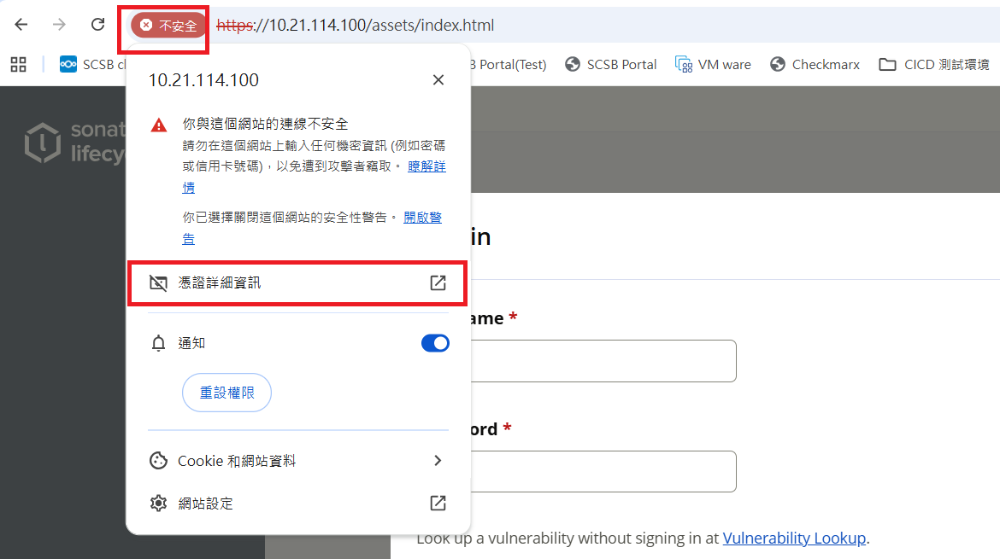 不安全
https://10.21.114.100/assets/index.html
SCSB
Portal(Test)
SCSB Portal
VM ware
Checkmarx
CICD 測試環境
10.21.114.100
sonat
lifecy
你與這個網站的連線不安全
請勿在這個網站上輸入任何機密資訊 (例如密碼
或信用卡號碼)，以免遭到攻擊者竊取。 瞭解詳
情
你已選擇關閉這個網站的安全性警告。 開啟警
告
in
憑證詳細資訊
ame *
通知
重設權限
ord *
Cookie 和網站資料
網站設定
Look up a vulnerability without signing in at Vulnerability Lookup.